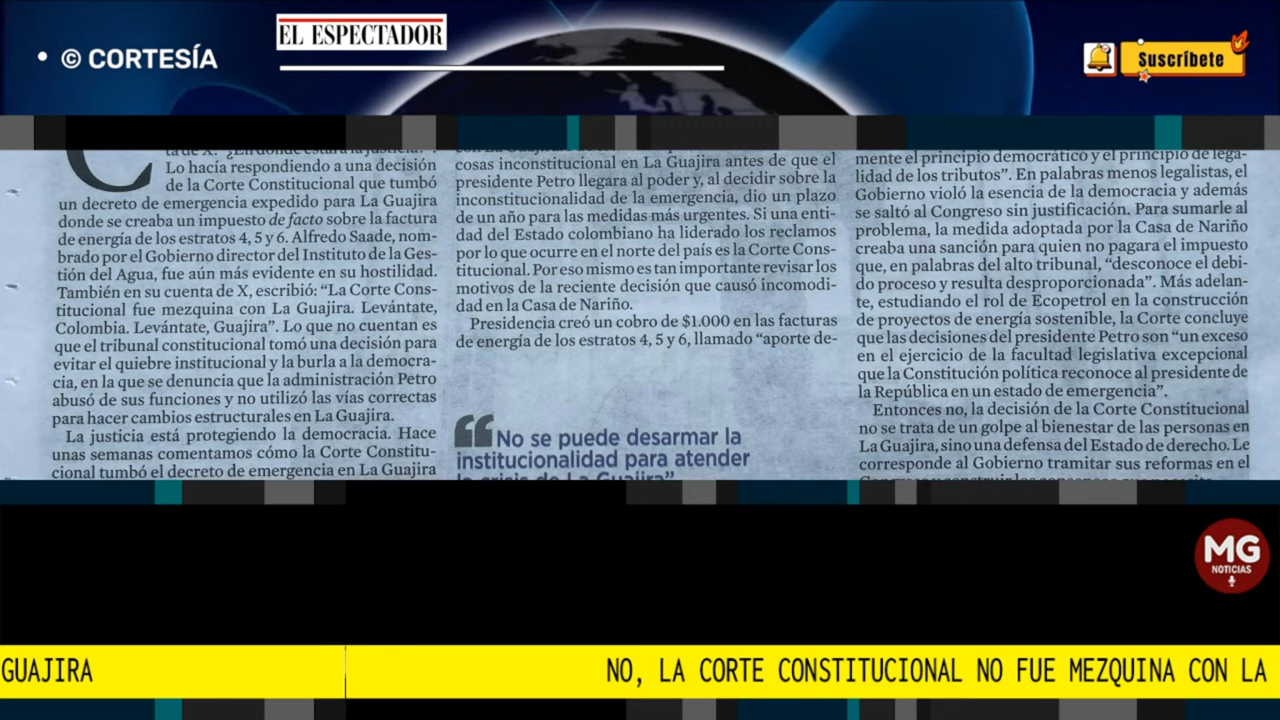 © CORTESÍA
EL ESPECTADOR
Suscríbete
ta de X. "¿En dónde estará la justicia?".
Lo hacía respondiendo a una decisión
de la Corte Constitucional que tumbó
un decreto de emergencia expedido para La Guajira
donde se creaba un impuesto de facto sobre la factura
de energía de los estratos 4, 5 y 6. Alfredo Saade, nom-
brado por el Gobierno director del Instituto de la Ges-
tión del Agua, fue aún más evidente en su hostilidad.
También en su cuenta de X, escribió: “La Corte Cons-
titucional fue mezquina con La Guajira. Levántate,
Colombia. Levántate, Guajira”. Lo que no cuentan es
que el tribunal constitucional tomó una decisión para
evitar el quiebre institucional y la burla a la democra-
cia, en la que se denuncia que la administración Petro
abusó de sus funciones y no utilizó las vías correctas
para hacer cambios estructurales en La Guajira.
La justicia está protegiendo la democracia. Hace
unas semanas comentamos cómo la Corte Constitu-
cional tumbó el decreto de emergencia en La Guajira
cosas inconstitucional en La Guajira antes de que el
presidente Petro llegara al poder y, al decidir sobre la
inconstitucionalidad de la emergencia, dio un plazo
de un año para las medidas más urgentes. Si una enti-
dad del Estado colombiano ha liderado los reclamos
por lo que ocurre en el norte del país es la Corte Cons-
titucional. Por eso mismo es tan importante revisar los
motivos de la reciente decisión que causó incomodi-
dad en la Casa de Nariño.
Presidencia creó un cobro de $1.000 en las facturas
de energía de los estratos 4, 5 y 6, llamado “aporte de-
“No se puede desarmar la
institucionalidad para atender
la crisis de La Guajira”
mente el principio democrático y el principio de lega-
lidad de los tributos”. En palabras menos legalistas, el
Gobierno violó la esencia de la democracia y además
se saltó al Congreso sin justificación. Para sumarle al
problema, la medida adoptada por la Casa de Nariño
creaba una sanción para quien no pagara el impuesto
que, en palabras del alto tribunal, “desconoce el debi-
do proceso y resulta desproporcionada”. Más adelan-
te, estudiando el rol de Ecopetrol en la construcción
de proyectos de energía sostenible, la Corte concluye
que las decisiones del presidente Petro son “un exceso
en el ejercicio de la facultad legislativa excepcional
que la Constitución política reconoce al presidente de
la República en un estado de emergencia”.
Entonces no, la decisión de la Corte Constitucional
no se trata de un golpe al bienestar de las personas en
La Guajira, sino una defensa del Estado de derecho. Le
corresponde al Gobierno tramitar sus reformas en el
MG
NOTICIAS
GUAJIRA
NO, LA CORTE CONSTITUCIONAL NO FUE MEZQUINA CON LA